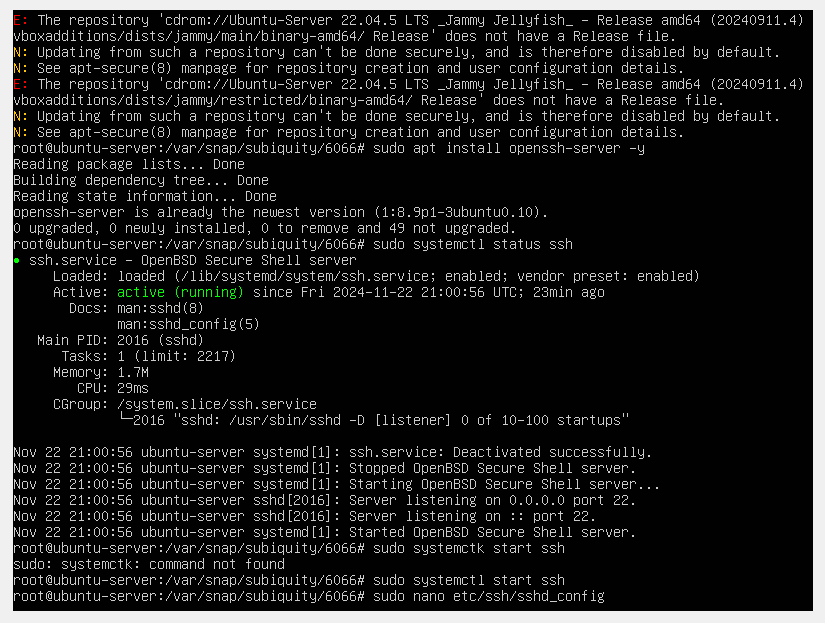 E: The repository 'cdrom://Ubuntu-Server 22.04.5 LTS _Jammy Jellyfish_ - Release amd64 (20240911.4)
vboxadditions/dists/jammy/main/binary-amd64/ Release' does not have a Release file.
N: Updating from such a repository can't be done securely, and is therefore disabled by default.
N: See apt-secure(8) manpage for repository creation and user configuration details.
E: The repository 'cdrom://Ubuntu-Server 22.04.5 LTS _Jammy Jellyfish_ - Release amd64 (20240911.4)
vboxadditions/dists/jammy/restricted/binary-amd64/ Release' does not have a Release file.
N: Updating from such a repository can't be done securely, and is therefore disabled by default.
N: See apt-secure(8) manpage for repository creation and user configuration details.
root@ubuntu-server:/var/snap/subiquity/6066# sudo apt install openssh-server -y
Reading package lists... Done
Building dependency tree... Done
Reading state information... Done
openssh-server is already the newest version (1:8.9p1-3ubuntu0.10).
0 upgraded, 0 newly installed, 0 to remove and 49 not upgraded.
root@ubuntu-server:/var/snap/subiquity/6066# sudo systemctl status ssh
● ssh.service - OpenBSD Secure Shell server
     Loaded: loaded (/lib/systemd/system/ssh.service; enabled; vendor preset: enabled)
     Active: active (running) since Fri 2024-11-22 21:00:56 UTC; 23min ago
       Docs: man:sshd(8)
             man:sshd_config(5)
   Main PID: 2016 (sshd)
      Tasks: 1 (limit: 2217)
     Memory: 1.7M
        CPU: 29ms
     CGroup: /system.slice/ssh.service
             └─2016 "sshd: /usr/sbin/sshd -D [listener] 0 of 10-100 startups"

Nov 22 21:00:56 ubuntu-server systemd[1]: ssh.service: Deactivated successfully.
Nov 22 21:00:56 ubuntu-server systemd[1]: Stopped OpenBSD Secure Shell server.
Nov 22 21:00:56 ubuntu-server systemd[1]: Starting OpenBSD Secure Shell server...
Nov 22 21:00:56 ubuntu-server sshd[2016]: Server listening on 0.0.0.0 port 22.
Nov 22 21:00:56 ubuntu-server sshd[2016]: Server listening on :: port 22.
Nov 22 21:00:56 ubuntu-server systemd[1]: Started OpenBSD Secure Shell server.
root@ubuntu-server:/var/snap/subiquity/6066# sudo systemctk start ssh
sudo: systemctk: command not found
root@ubuntu-server:/var/snap/subiquity/6066# sudo systemctl start ssh
root@ubuntu-server:/var/snap/subiquity/6066# sudo nano etc/ssh/sshd_config